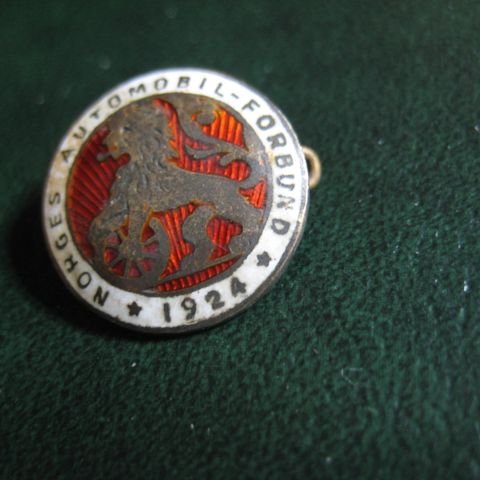 NORGES AUTOMOBIL-FORBUND
★ 1924 ★